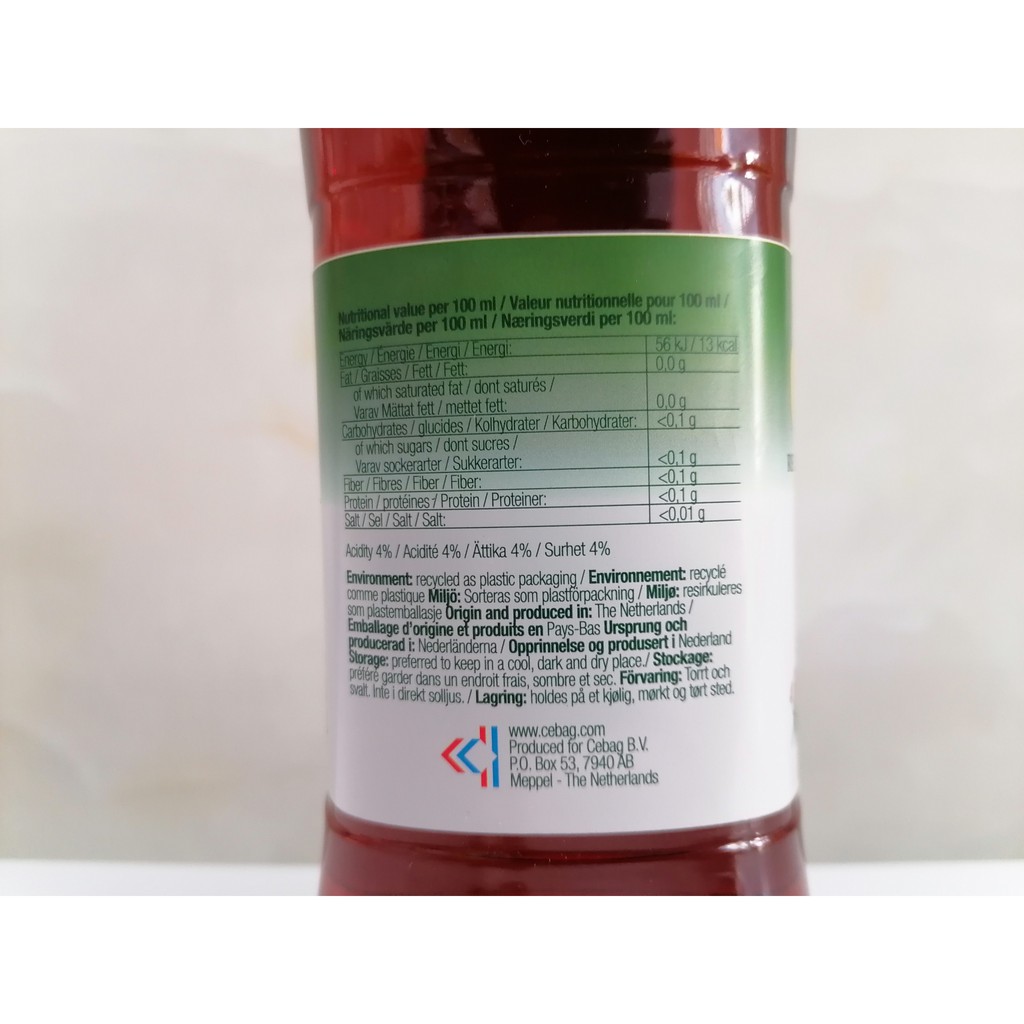 Nutritional value per 100 ml / Valeur nutritionnelle pour 100 ml /
Näringsvärde per 100 ml / Næringsverdi per 100 ml:
Energy / Énergie / Energi / Energi: 56 kJ / 13 kcal
Fat / Graisses / Fett / Fett: 0,0 g
of which saturated fat / dont saturés /
Varav Mättat fett / mettet fett: 0,0 g
Carbohydrates / glucides / Kolhydrater / Karbohydrater: <0,1 g
of which sugars / dont sucres /
Varav sockerarter / Sukkerarter: <0,1 g
Fiber / Fibres / Fiber / Fiber: <0,1 g
Protein / protéines / Protein / Proteiner: <0,1 g
Salt / Sel / Salt / Salt: <0,01 g
Acidity 4% / Acidité 4% / Ättika 4% / Surhet 4%
Environment: recycled as plastic packaging / Environnement: recyclé
comme plastique Miljö: Sorteras som plastförpackning / Miljø: resirkuleres
som plastemballasje Origin and produced in: The Netherlands /
Emballage d'origine et produits en Pays-Bas Ursprung och
producerad i: Nederländerna / Opprinnelse og produsert i Nederland
Storage: preferred to keep in a cool, dark and dry place./ Stockage:
préféré garder dans un endroit frais, sombre et sec. Förvaring: Torrt och
svalt. Inte i direkt solljus. / Lagring: holdes på et kjølig, mørkt og tørt sted.
www.cebag.com
Produced for Cebag B.V.
P.O. Box 53, 7940 AB
Meppel - The Netherlands